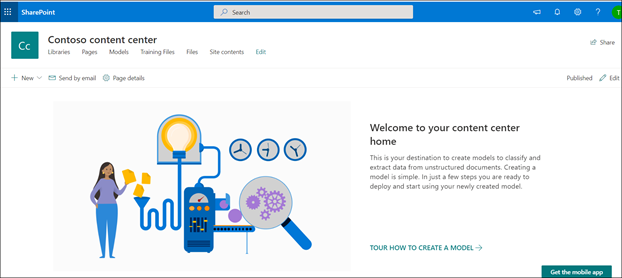 SharePoint
Search
?
T
Cc
Contoso content center
Libraries Pages Models Training Files Files Site contents Edit
Share
+ New Send by email Page details Published Edit
Welcome to your content center
home
This is your destination to create models to classify and
extract data from unstructured documents. Creating a
model is simple. In just a few steps you are ready to
deploy and start using your newly created model.
TOUR HOW TO CREATE A MODEL →
Get the mobile app